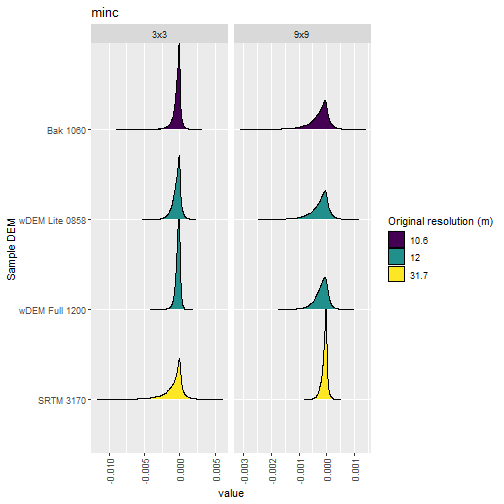 minc
3x3
9x9
Sample DEM
Bak 1060
wDEM Lite 0858
wDEM Full 1200
SRTM 3170
-0.010
-0.005
0.000
0.005
-0.003
-0.002
-0.001
0.000
0.001
value
Original resolution (m)
10.6
12
31.7